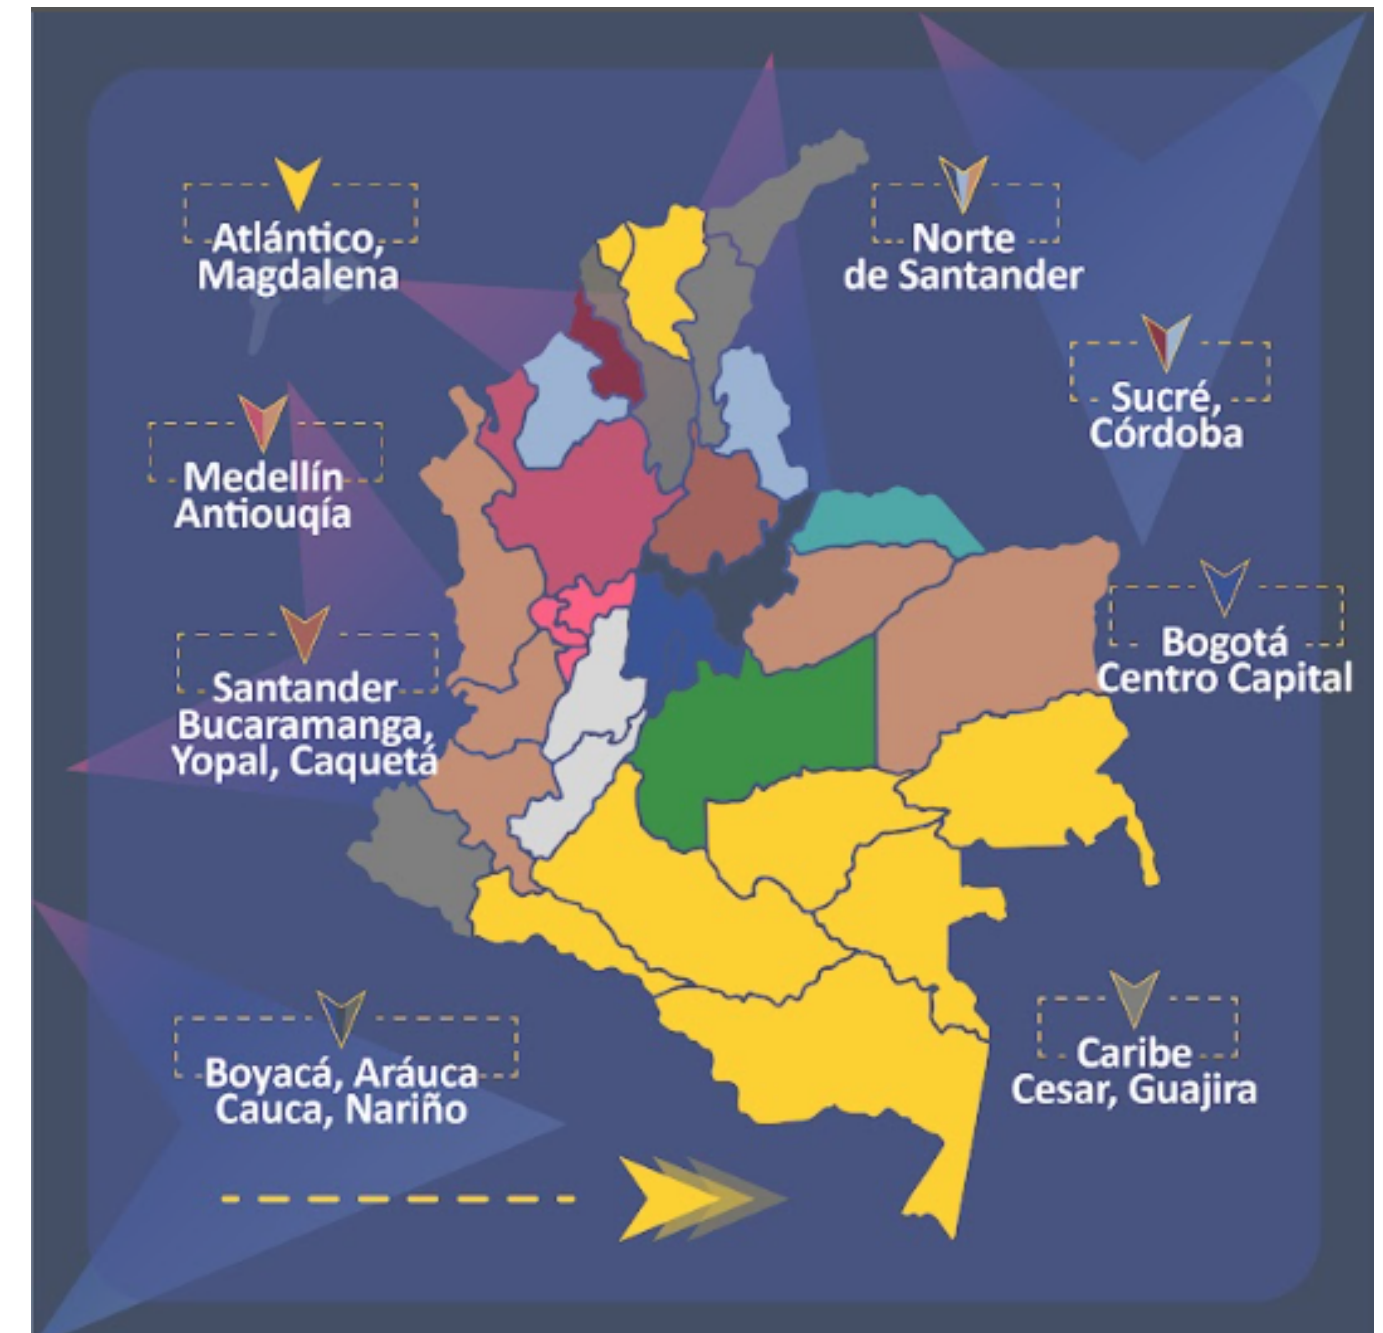 Atlántico,
Magdalena
Norte
de Santander
Sucré,
Córdoba
Medellín
Antiouqía
Bogotá
Centro Capital
Santander
Bucaramanga,
Yopal, Caquetá
Boyacá, Aráuca
Cauca, Nariño
Caribe
Cesar, Guajira